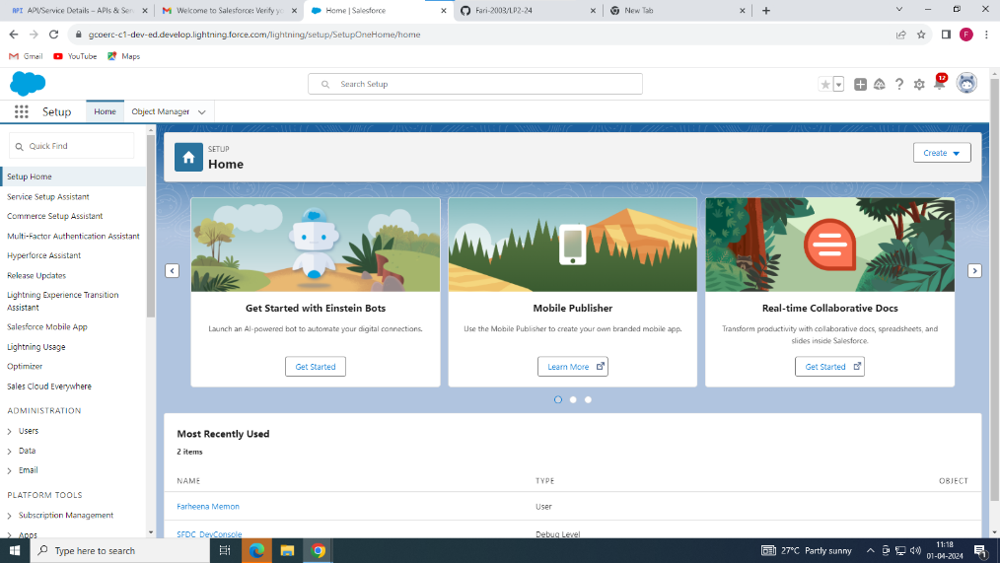 API/Service Details – APIs & Serv
Welcome to Salesforce: Verify yo
Home | Salesforce
Fari-2003/LP2-24
New Tab
gcoerc-c1-dev-ed.develop.lightning.force.com/lightning/setup/SetupOneHome/home
F
Gmail
YouTube
Maps
Search Setup
12
Setup
Home
Object Manager
Quick Find
Setup Home
Service Setup Assistant
Commerce Setup Assistant
Multi-Factor Authentication Assistant
Hyperforce Assistant
Release Updates
Lightning Experience Transition
Assistant
Salesforce Mobile App
Lightning Usage
Optimizer
Sales Cloud Everywhere
ADMINISTRATION
Users
Data
Email
PLATFORM TOOLS
Subscription Management
Apps
SETUP
Home
Create
Get Started with Einstein Bots
Launch an AI-powered bot to automate your digital connections.
Get Started
Mobile Publisher
Use the Mobile Publisher to create your own branded mobile app.
Learn More
Real-time Collaborative Docs
Transform productivity with collaborative docs, spreadsheets, and
slides inside Salesforce.
Get Started
Most Recently Used
2 items
NAME TYPE OBJECT
Farheena Memon User
SFDC_DevConsole Debug Level
Type here to search
27°C Partly sunny
11:18
01-04-2024
1